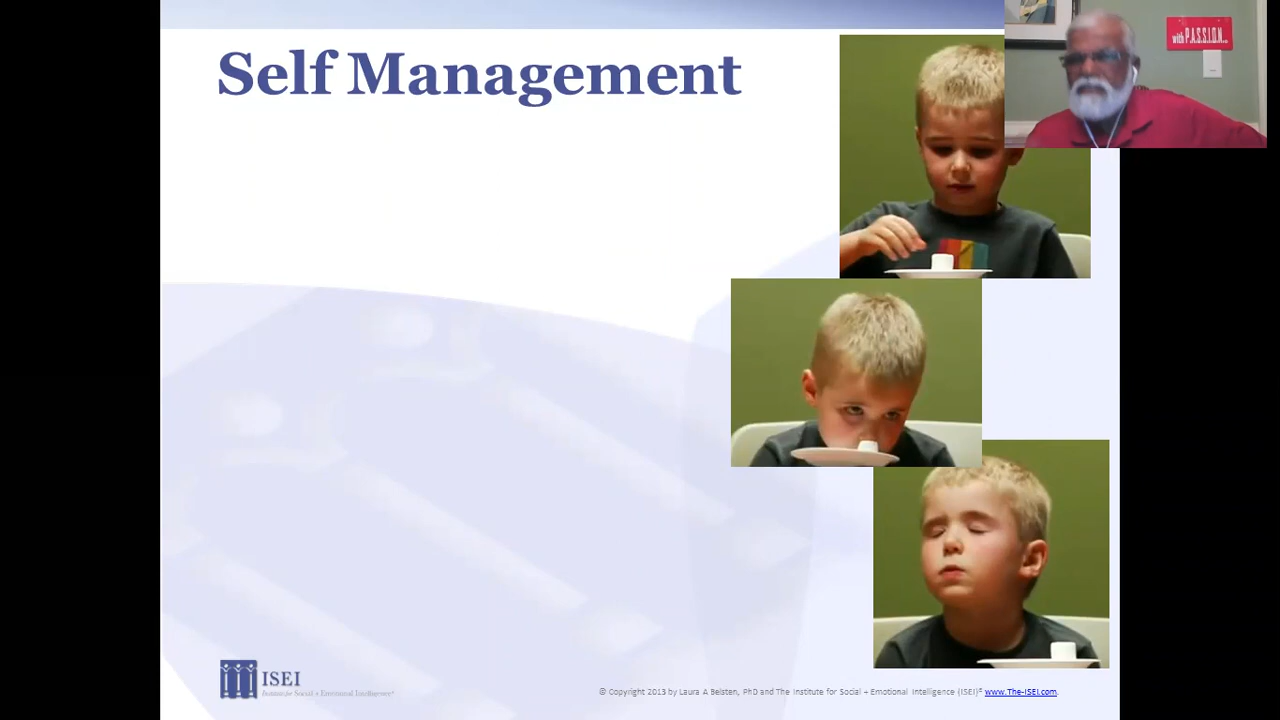 with P.A.S.S.I.O.N...
Self Management
ISEI
Institute for Social + Emotional Intelligence®
© Copyright 2013 by Laura A Belsten, PhD and The Institute for Social + Emotional Intelligence (ISEI)® www.The-ISEI.com.